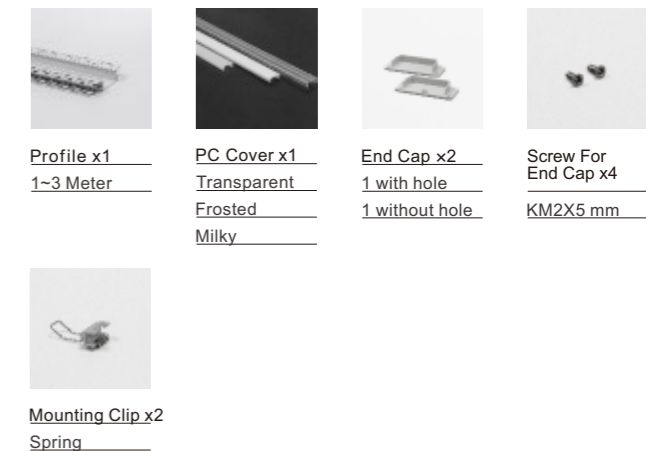 Profile x1
1~3 Meter
PC Cover x1
Transparent
Frosted
Milky
End Cap ×2
1 with hole
1 without hole
Screw For
End Cap x4
KM2X5 mm
Mounting Clip x2
Spring